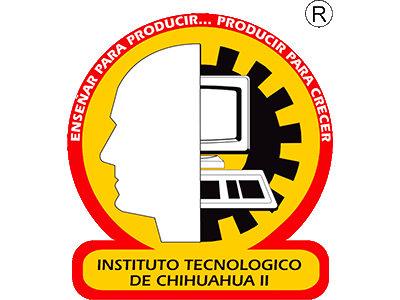 ®
ENSEÑAR PARA PRODUCIR... PRODUCIR PARA CRECER
INSTITUTO TECNOLOGICO
DE CHIHUAHUA II